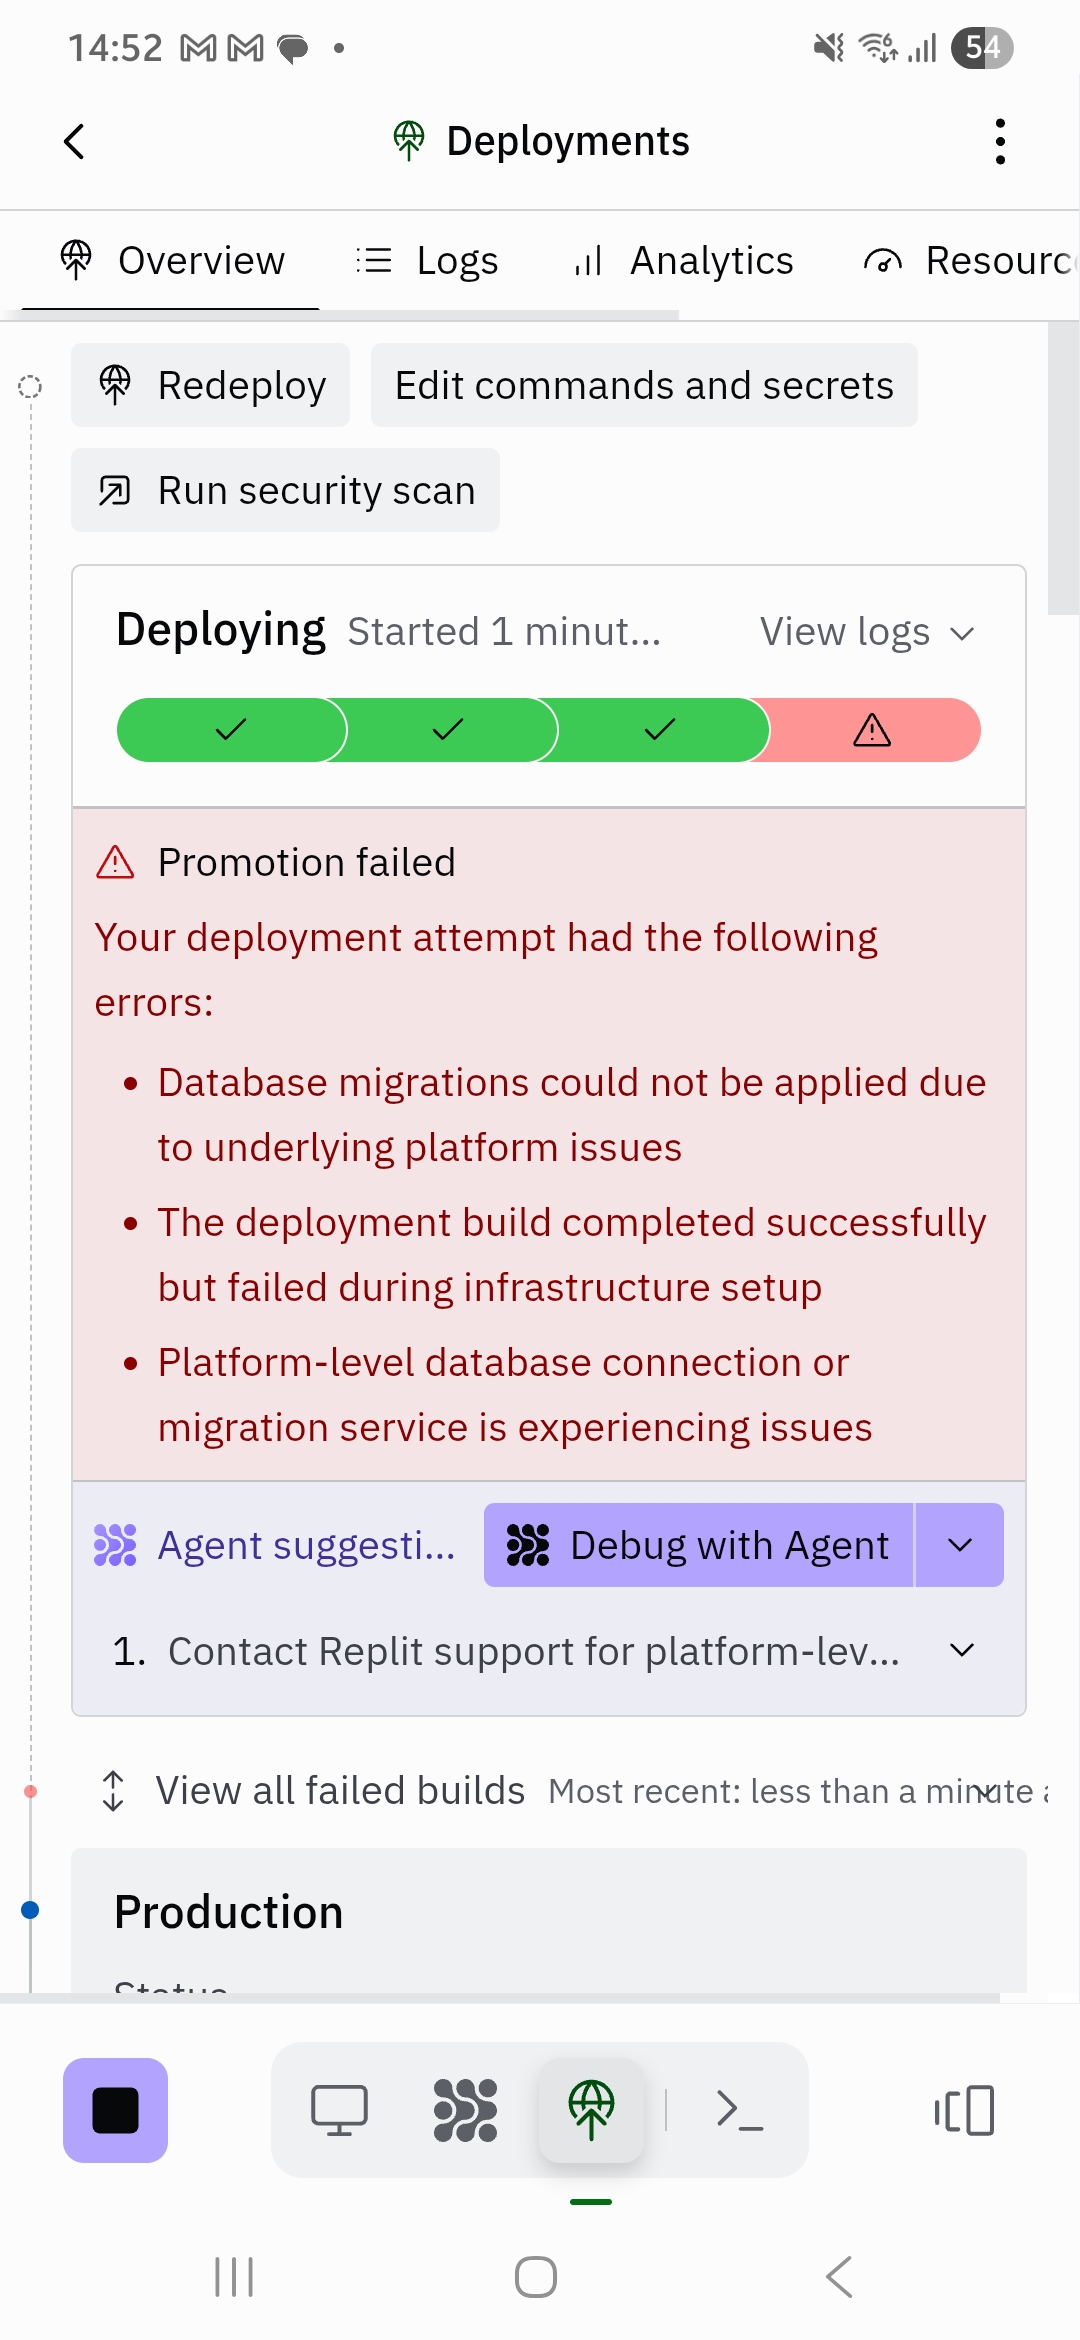 14:52
54
Deployments
Overview
Logs
Analytics
Resourc
Redeploy
Edit commands and secrets
Run security scan
Deploying
Started 1 minut...
View logs
Promotion failed
Your deployment attempt had the following
errors:
• Database migrations could not be applied due
to underlying platform issues
• The deployment build completed successfully
but failed during infrastructure setup
• Platform-level database connection or
migration service is experiencing issues
Agent suggesti...
Debug with Agent
1. Contact Replit support for platform-lev...
View all failed builds
Most recent: less than a minute a
Production
Status